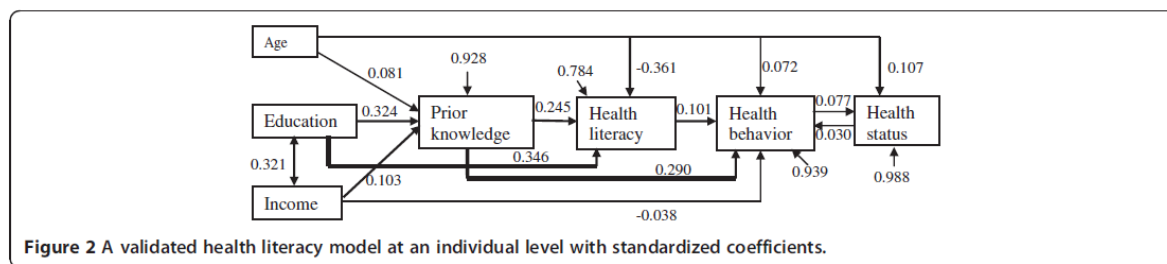 Age
0.928
0.784
-0.361
0.072
0.107
0.081
Education
0.324
Prior
knowledge
0.245
Health
literacy
0.101
Health
behavior
0.077
0.030
Health
status
0.321
0.346
0.103
0.290
0.939
0.988
Income
-0.038
Figure 2 A validated health literacy model at an individual level with standardized coefficients.